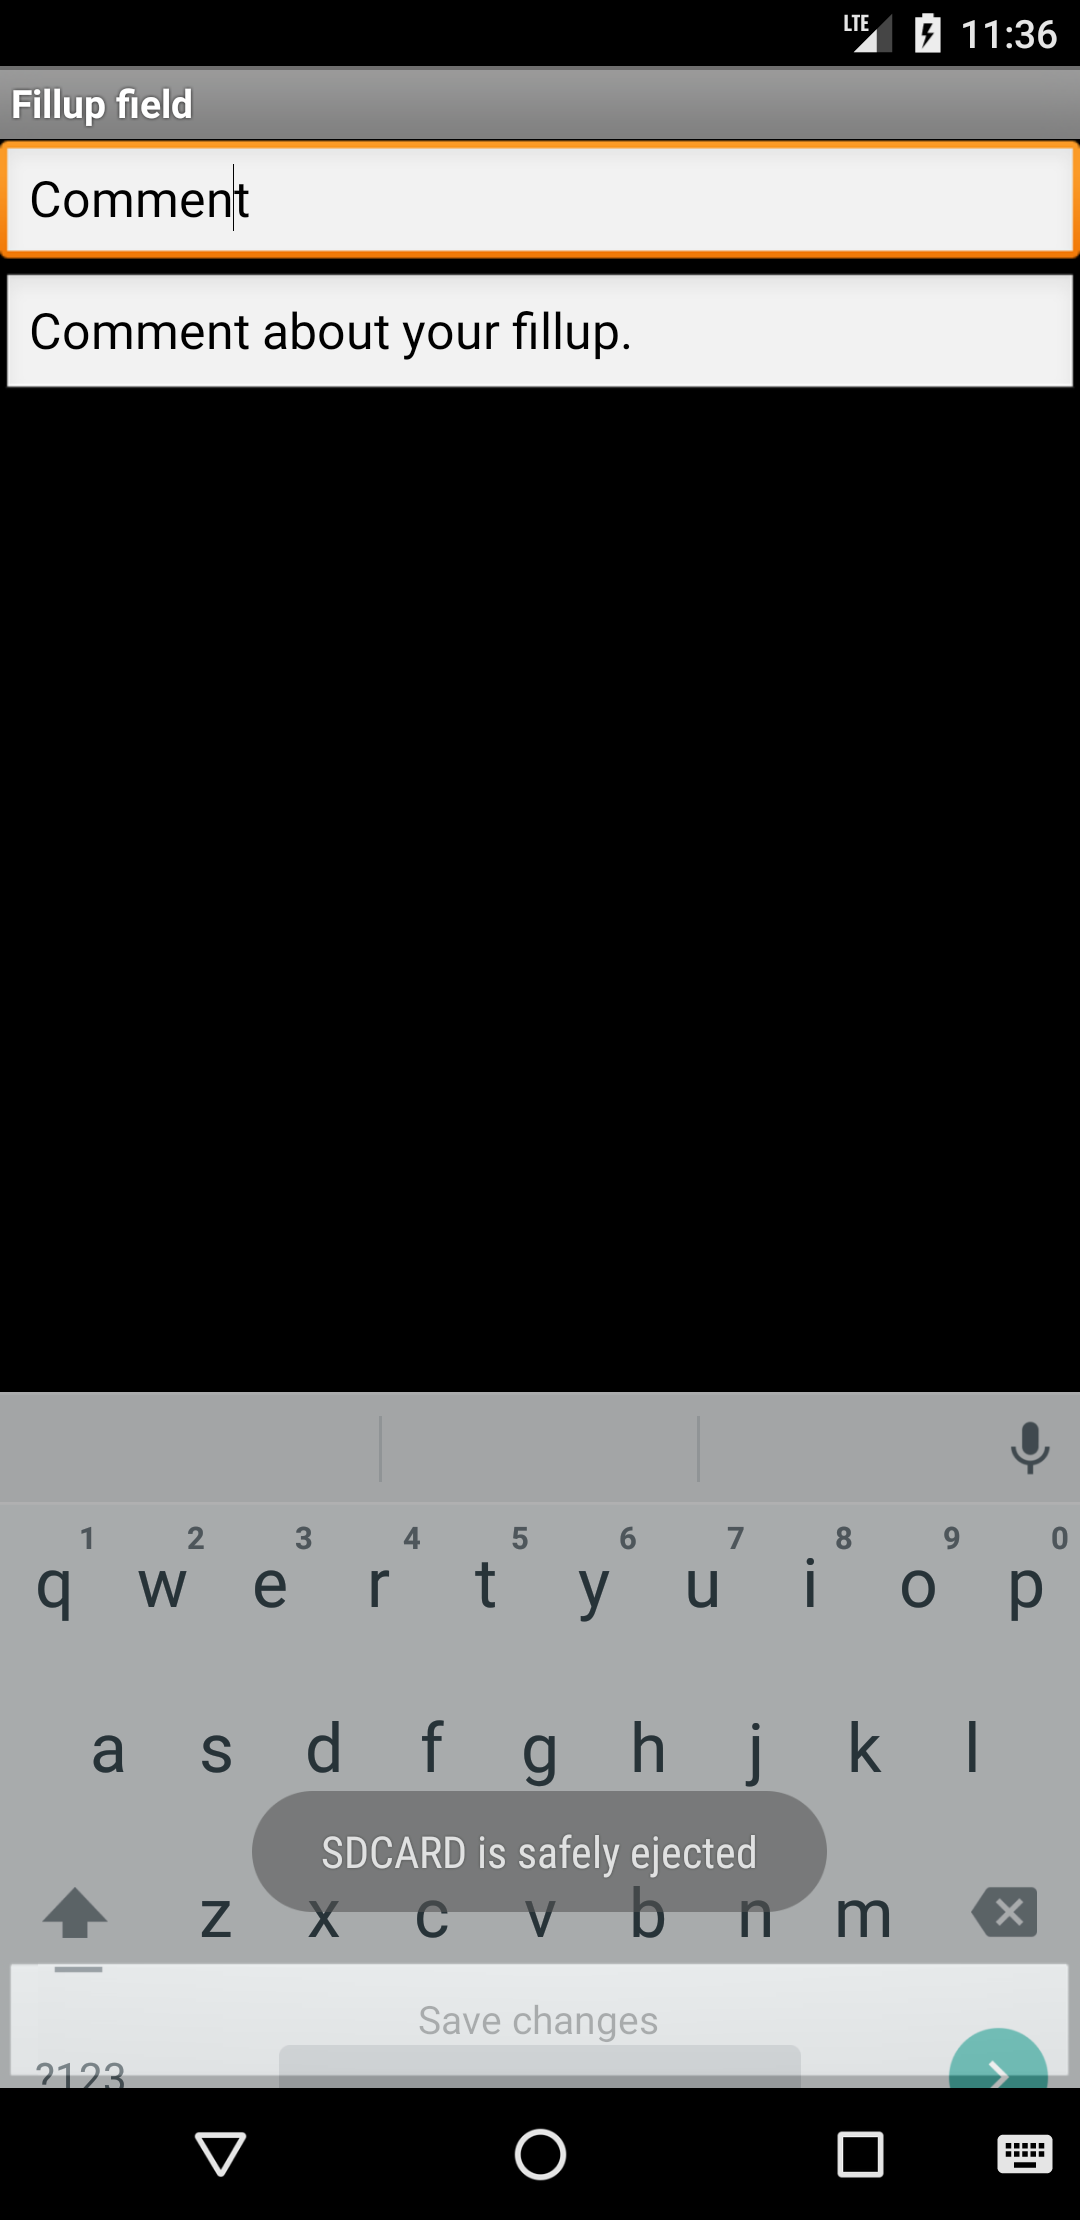 LTE 11:36
Fillup field
Comment
Comment about your fillup.
1 2 3 4 5 6 7 8 9 0
q w e r t y u i o p
a s d f g h j k l
SDCARD is safely ejected
z x c v b n m
Save changes
?123